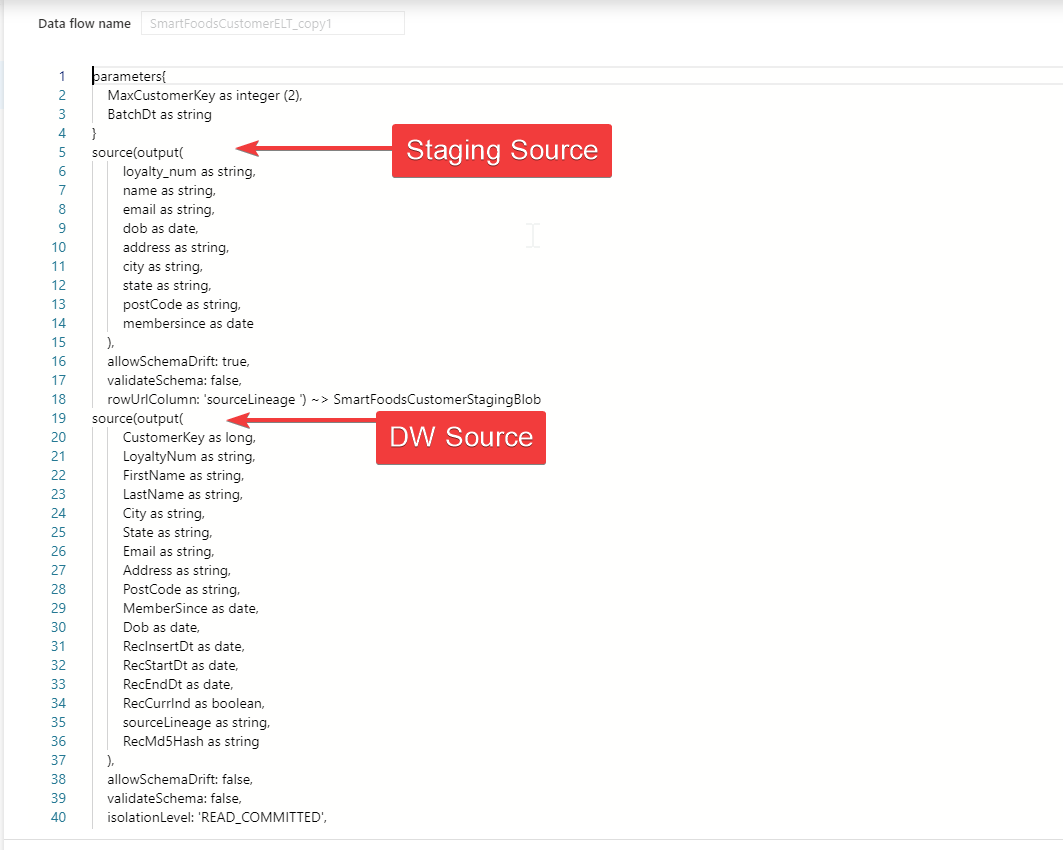 Data flow name SmartFoodsCustomerELT_copy1
1 parameters{
2 MaxCustomerKey as integer (2),
3 BatchDt as string
4 }
5 source(output( Staging Source
6 loyalty_num as string,
7 name as string,
8 email as string,
9 dob as date,
10 address as string,
11 city as string,
12 state as string,
13 postCode as string,
14 membersince as date
15 ),
16 allowSchemaDrift: true,
17 validateSchema: false,
18 rowUrlColumn: 'sourceLineage ') ~> SmartFoodsCustomerStagingBlob
19 source(output( DW Source
20 CustomerKey as long,
21 LoyaltyNum as string,
22 FirstName as string,
23 LastName as string,
24 City as string,
25 State as string,
26 Email as string,
27 Address as string,
28 PostCode as string,
29 MemberSince as date,
30 Dob as date,
31 RecInsertDt as date,
32 RecStartDt as date,
33 RecEndDt as date,
34 RecCurrInd as boolean,
35 sourceLineage as string,
36 RecMd5Hash as string
37 ),
38 allowSchemaDrift: false,
39 validateSchema: false,
40 isolationLevel: 'READ_COMMITTED',